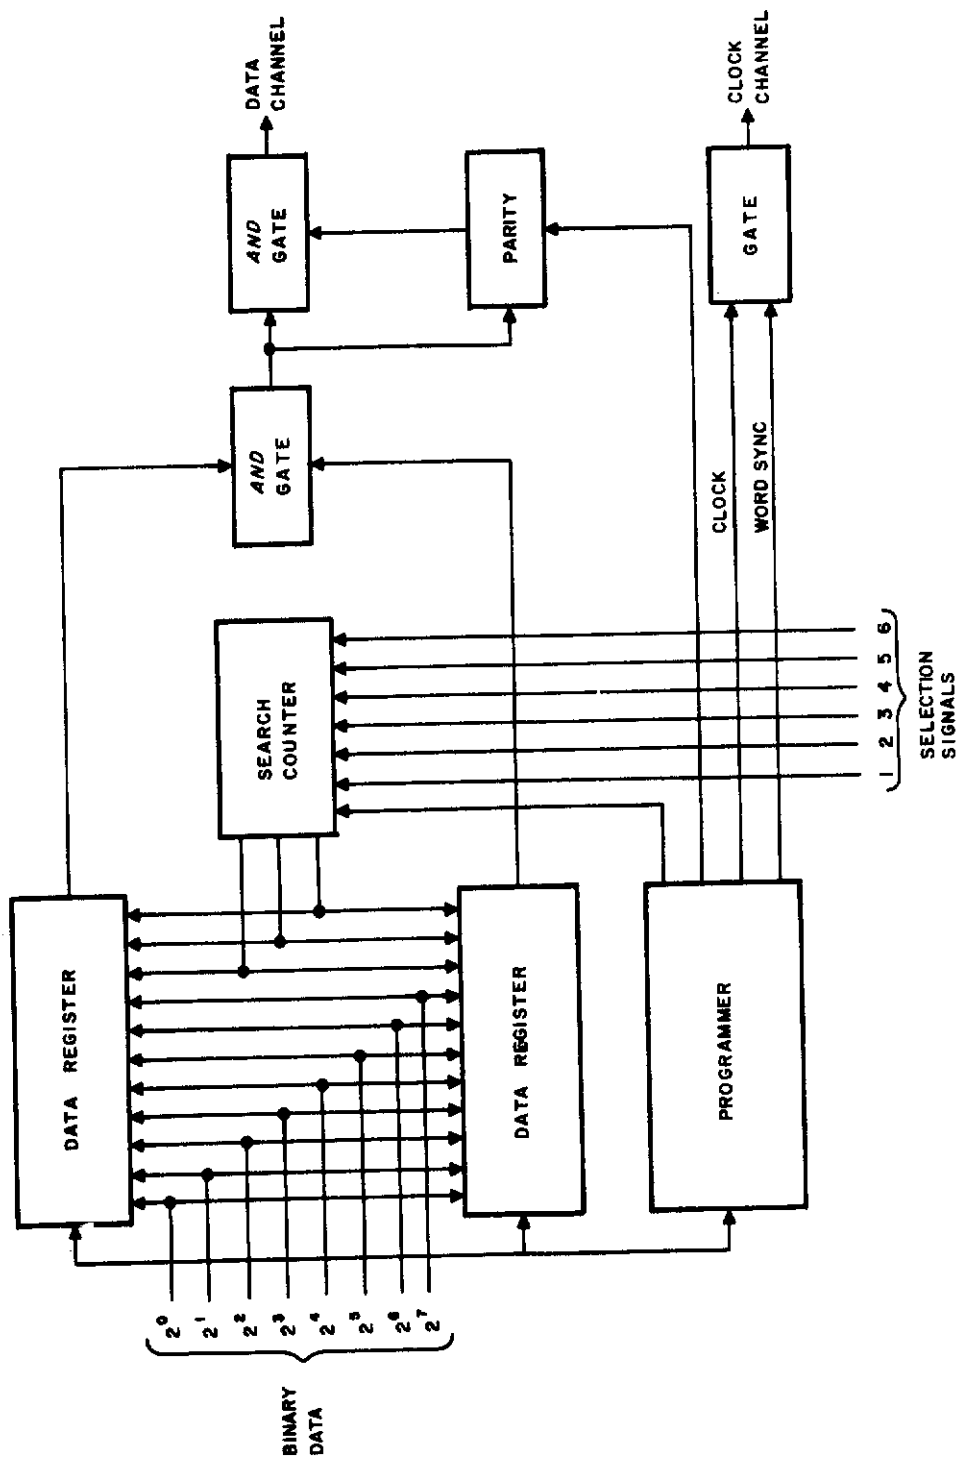 BINARY
DATA
2⁰
2¹
2²
2³
2⁴
2⁵
2⁶
2⁷
DATA REGISTER
DATA REGISTER
PROGRAMMER
SEARCH
COUNTER
1 2 3 4 5 6
SELECTION
SIGNALS
AND
GATE
CLOCK
WORD SYNC
AND
GATE
PARITY
GATE
DATA
CHANNEL
CLOCK
CHANNEL